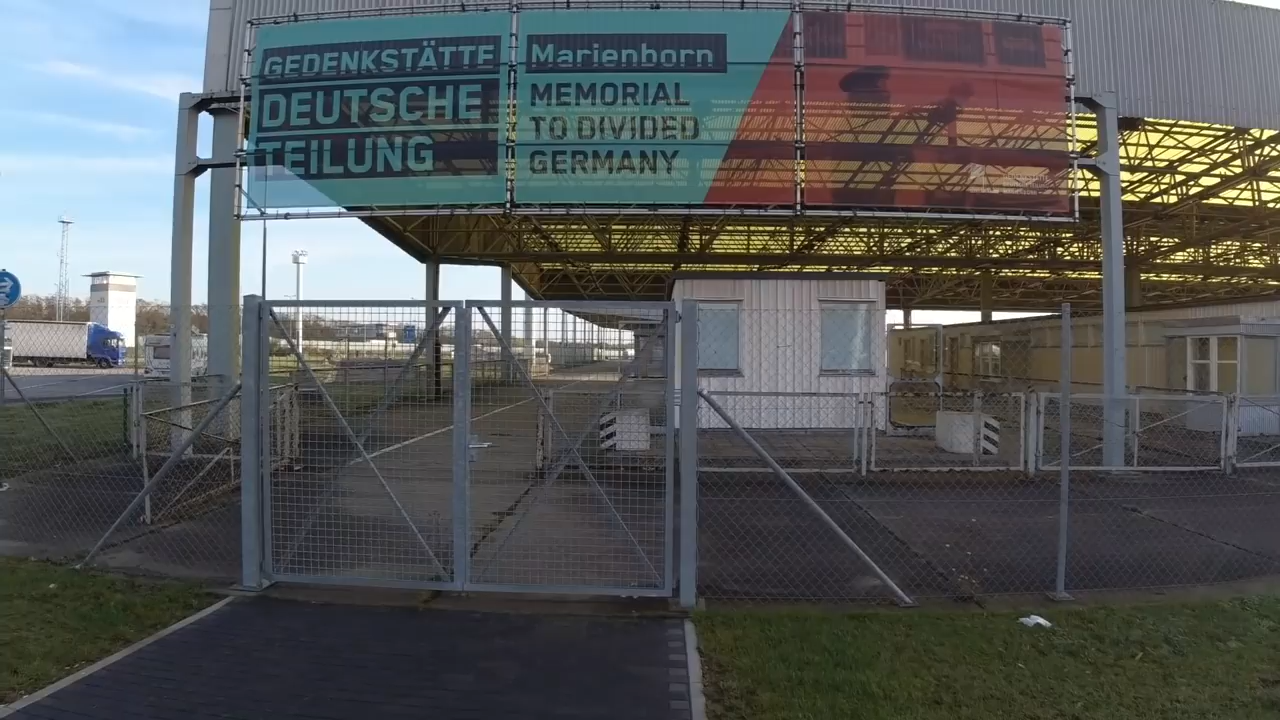 GEDENKSTÄTTE
DEUTSCHE
TEILUNG
Marienborn
MEMORIAL
TO DIVIDED
GERMANY